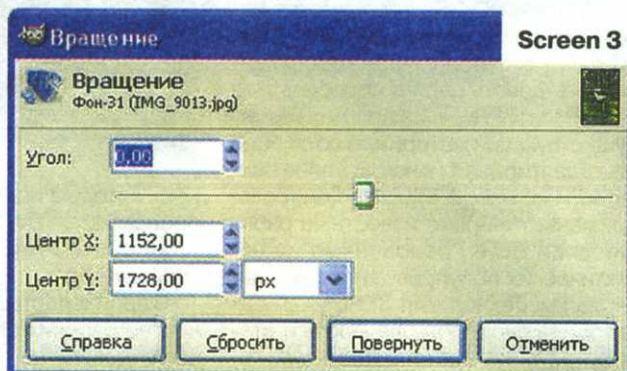 Вращение
Screen 3
Вращение
Фон-31 (IMG_9013.jpg)
Угол: 0,00
Центр X: 1152,00
Центр Y: 1728,00 px
Справка Сбросить Повернуть Отменить